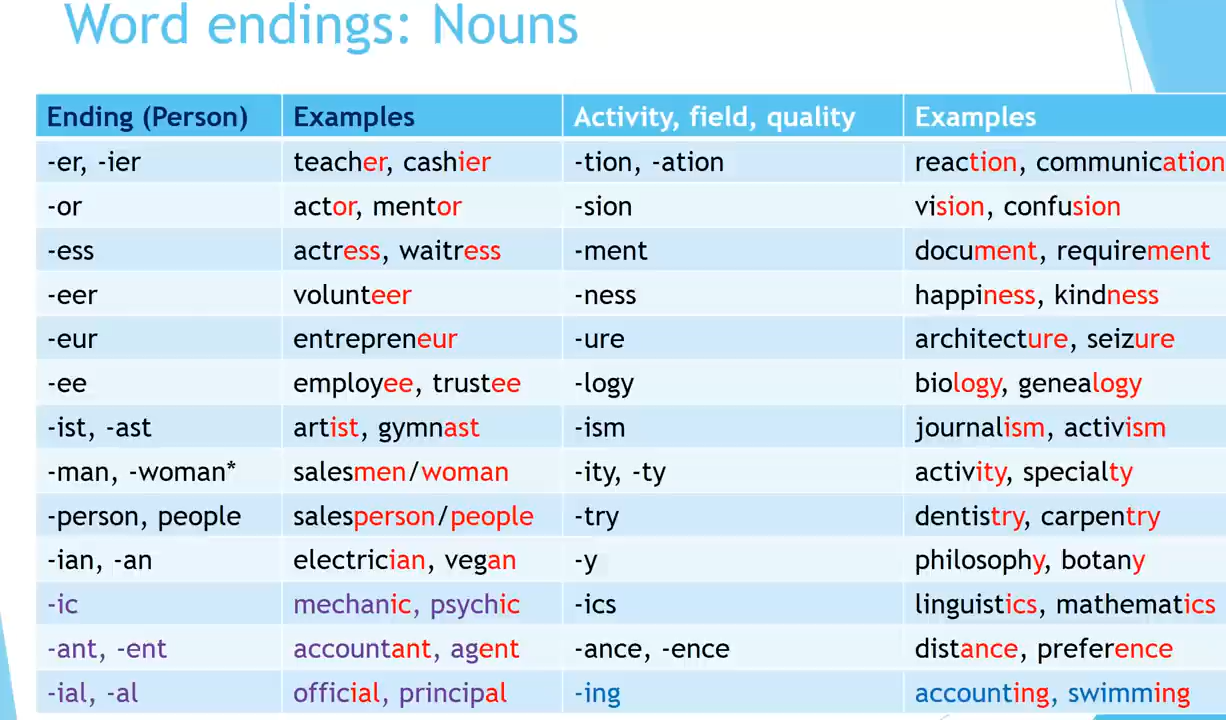 Word endings: Nouns
Ending (Person) Examples Activity, field, quality Examples
-er, -ier teacher, cashier -tion, -ation reaction, communication
-or actor, mentor -sion vision, confusion
-ess actress, waitress -ment document, requirement
-eer volunteer -ness happiness, kindness
-eur entrepreneur -ure architecture, seizure
-ee employee, trustee -logy biology, genealogy
-ist, -ast artist, gymnast -ism journalism, activism
-man, -woman* salesmen/woman -ity, -ty activity, specialty
-person, people salesperson/people -try dentistry, carpentry
-ian, -an electrician, vegan -y philosophy, botany
-ic mechanic, psychic -ics linguistics, mathematics
-ant, -ent accountant, agent -ance, -ence distance, preference
-ial, -al official, principal -ing accounting, swimming